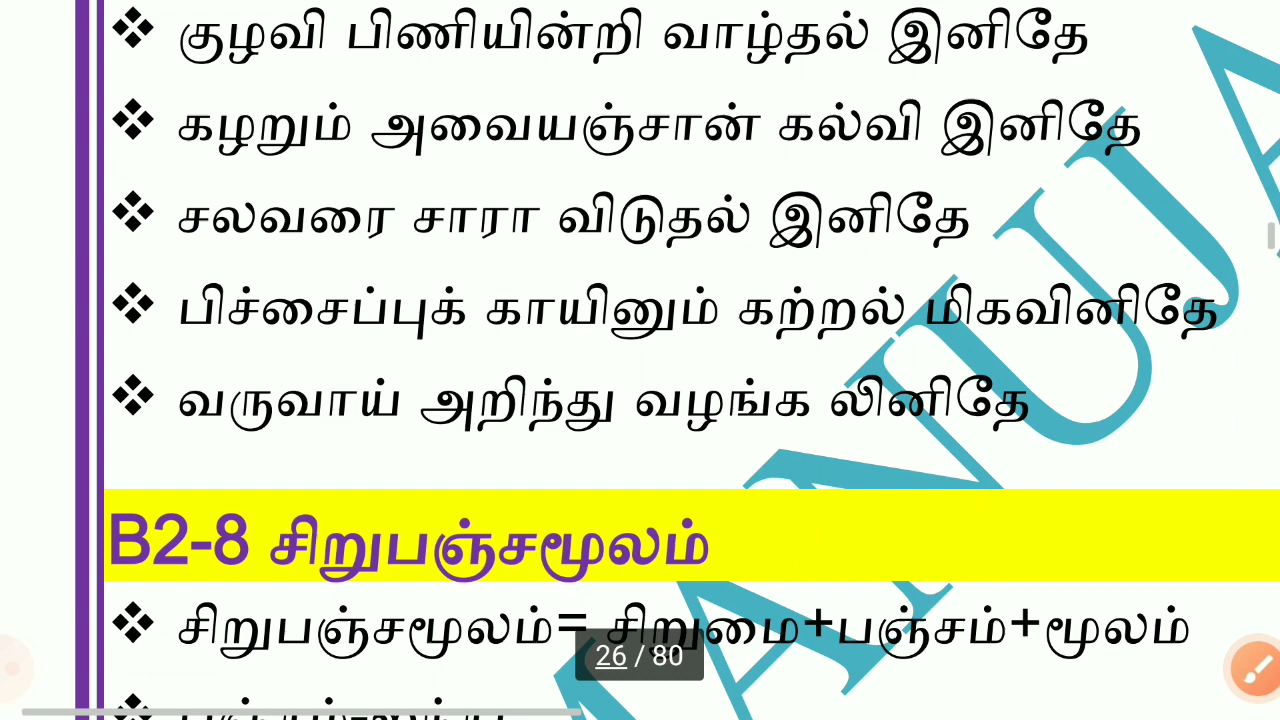 ❖ குழவி பிணியின்றி வாழ்தல் இனிதே
❖ கழறும் அவையஞ்சான் கல்வி இனிதே
❖ சலவரை சாரா விடுதல் இனிதே
❖ பிச்சைப்புக் காயினும் கற்றல் மிகவினிதே
❖ வருவாய் அறிந்து வழங்க லினிதே
B2-8 சிறுபஞ்சமூலம்
❖ சிறுபஞ்சமூலம்= சிறுமை+பஞ்சம்+மூலம்
26 / 80